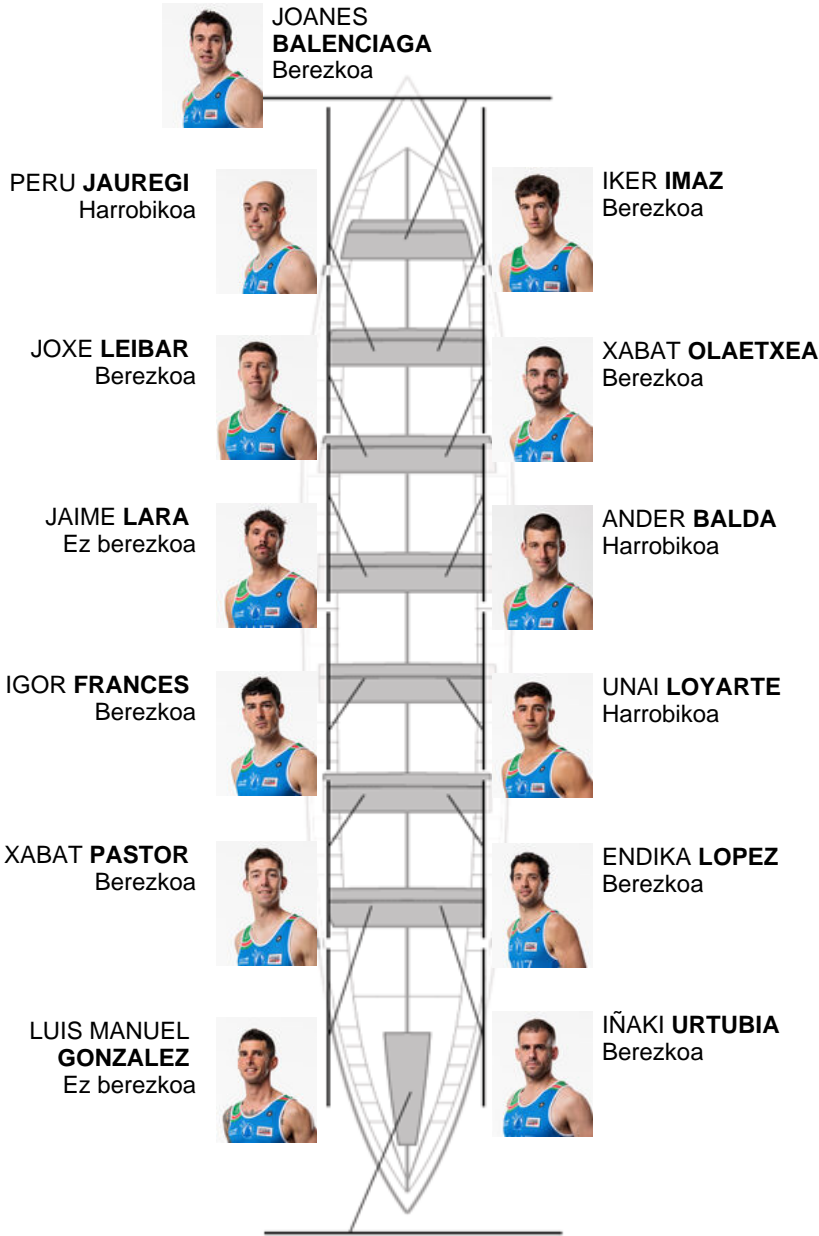 JOANES
BALENCIAGA
Berezkoa
PERU JAUREGI
Harrobikoa
IKER IMAZ
Berezkoa
JOXE LEIBAR
Berezkoa
XABAT OLAETXEA
Berezkoa
JAIME LARA
Ez berezkoa
ANDER BALDA
Harrobikoa
IGOR FRANCES
Berezkoa
UNAI LOYARTE
Harrobikoa
XABAT PASTOR
Berezkoa
ENDIKA LOPEZ
Berezkoa
LUIS MANUEL
GONZALEZ
Ez berezkoa
IÑAKI URTUBIA
Berezkoa